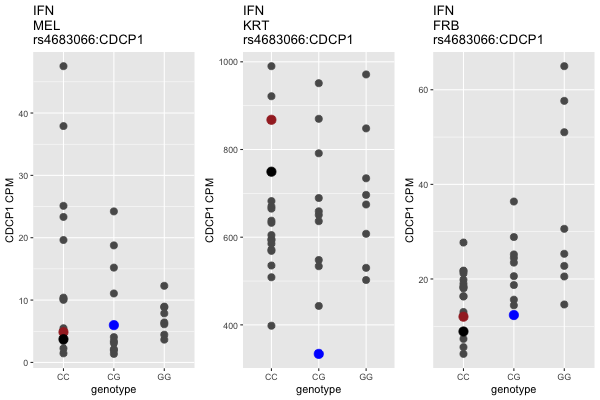 IFN
MEL
rs4683066:CDCP1
CDCP1 CPM
40
30
20
10
0
CC
CG
GG
genotype
IFN
KRT
rs4683066:CDCP1
CDCP1 CPM
1000
800
600
400
CC
CG
GG
genotype
IFN
FRB
rs4683066:CDCP1
CDCP1 CPM
60
40
20
CC
CG
GG
genotype